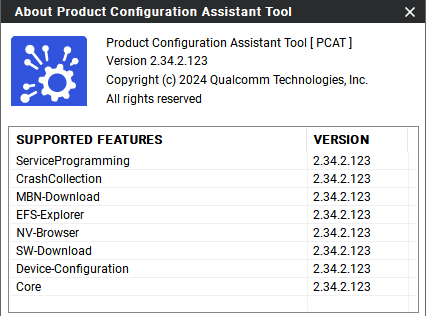 About Product Configuration Assistant Tool
Product Configuration Assistant Tool [ PCAT ]
Version 2.34.2.123
Copyright (c) 2024 Qualcomm Technologies, Inc.
All rights reserved
SUPPORTED FEATURES VERSION
ServiceProgramming 2.34.2.123
CrashCollection 2.34.2.123
MBN-Download 2.34.2.123
EFS-Explorer 2.34.2.123
NV-Browser 2.34.2.123
SW-Download 2.34.2.123
Device-Configuration 2.34.2.123
Core 2.34.2.123